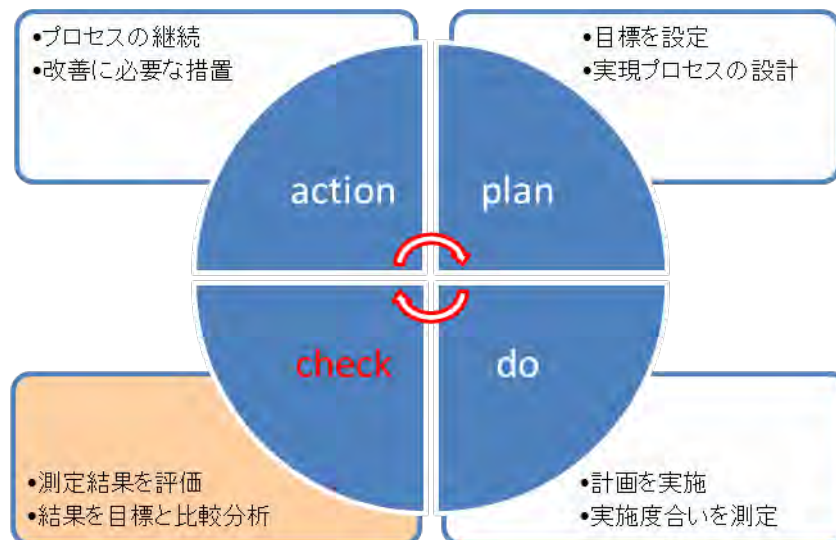 •プロセスの継続
•改善に必要な措置
•目標を設定
•実現プロセスの設計
action
plan
check
do
•測定結果を評価
•結果を目標と比較分析
•計画を実施
•実施度合いを測定